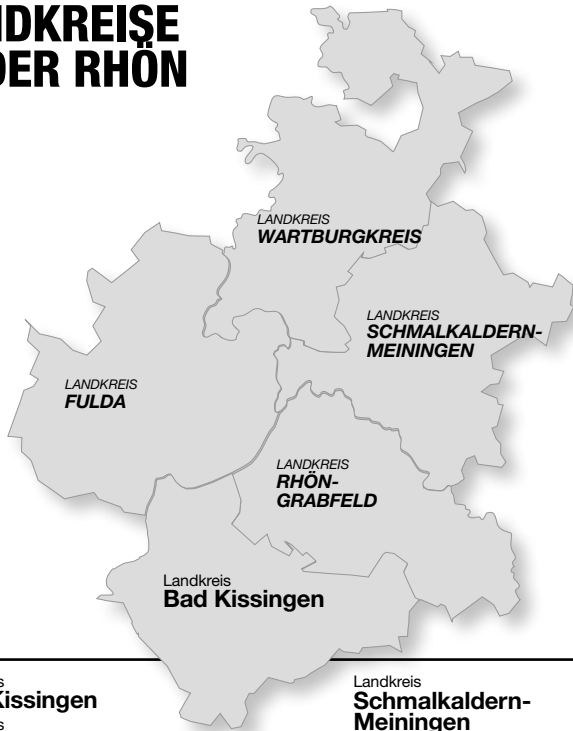 NDKREISE
DER RHÖN
LANDKREIS
WARTBURGKREIS
LANDKREIS
SCHMALKALDERN-
MEININGEN
LANDKREIS
FULDA
LANDKREIS
RHÖN-
GRABFELD
Landkreis
Bad Kissingen
Kissingen
Landkreis
Schmalkaldern-
Meiningen